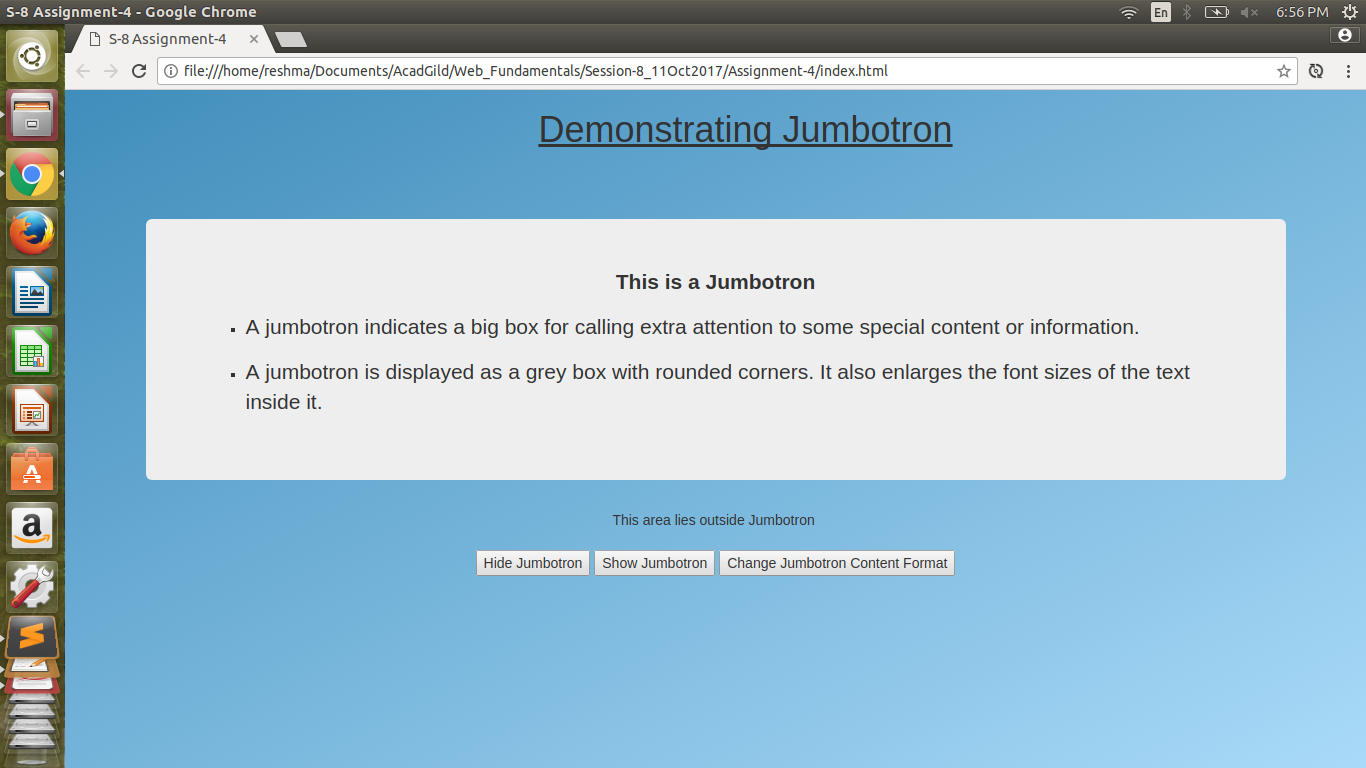 S-8 Assignment-4 - Google Chrome
En
6:56 PM
S-8 Assignment-4
file:///home/reshma/Documents/AcadGild/Web_Fundamentals/Session-8_11Oct2017/Assignment-4/index.html
Demonstrating Jumbotron
This is a Jumbotron
A jumbotron indicates a big box for calling extra attention to some special content or information.
A jumbotron is displayed as a grey box with rounded corners. It also enlarges the font sizes of the text
inside it.
This area lies outside Jumbotron
Hide Jumbotron Show Jumbotron Change Jumbotron Content Format